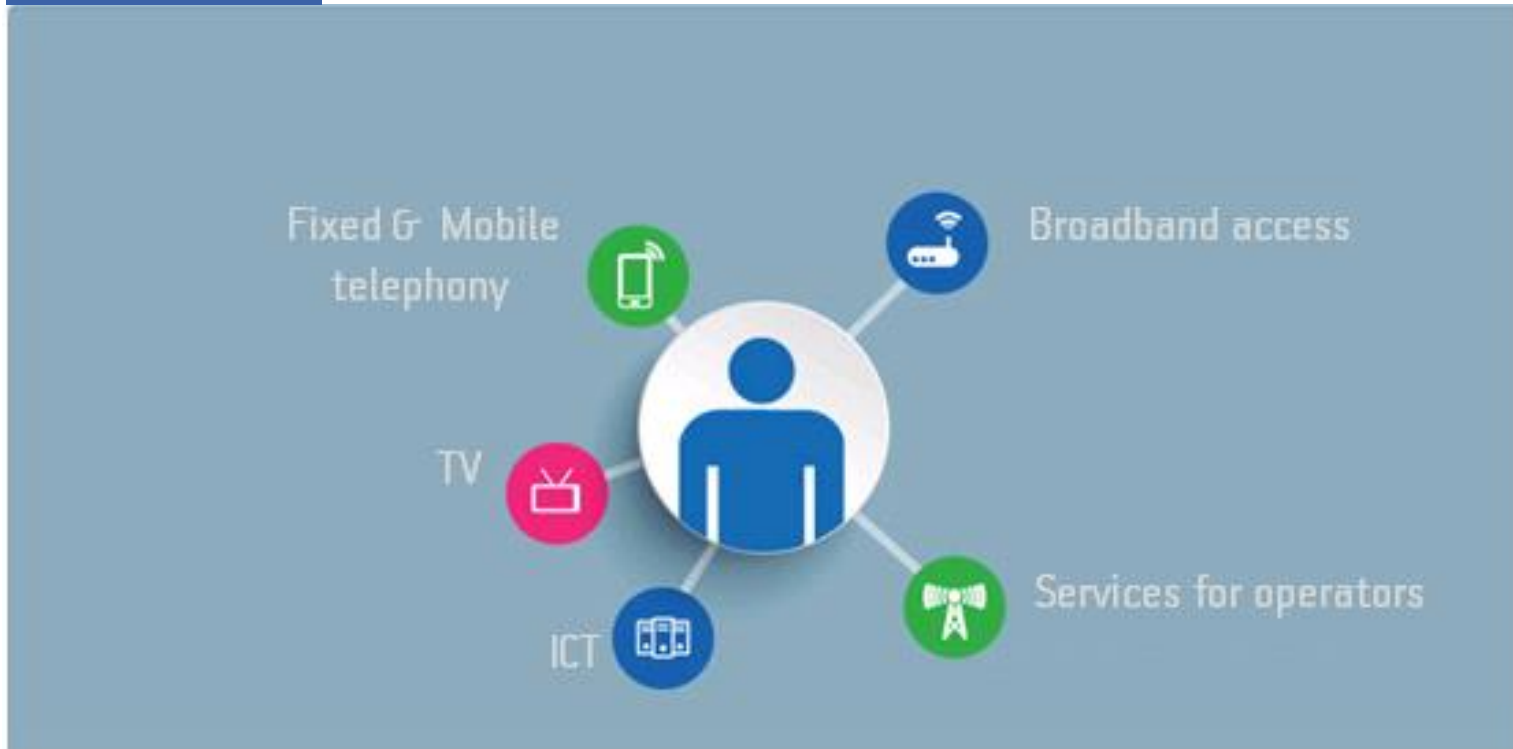 Fixed & Mobile
telephony
Broadband access
TV
Services for operators
ICT